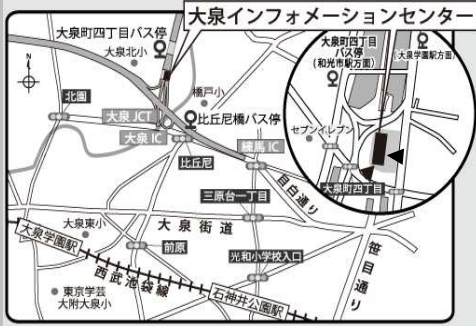 大泉インフォメーションセンター
大泉町四丁目バス停
大泉北小
N
北園
橋戸小
大泉JCT
比丘尼橋バス停
大泉IC
比丘尼
練馬IC
目白通り
三原台一丁目
大泉街道
大泉東小
大泉学園駅
前原
光和小学校入口
笹目通り
西武池袋線
東京学芸
大附大泉小
石神井公園駅
大泉町四丁目
バス停
(和光市駅方面)
(大泉学園駅方面)
セブンイレブン
大泉町四丁目